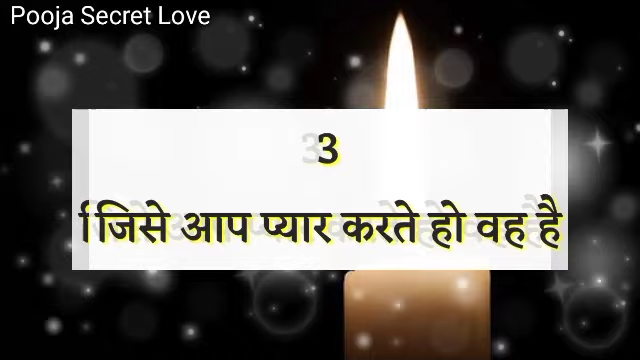 Pooja Secret Love
3
जिसे आप प्यार करते हो वह है